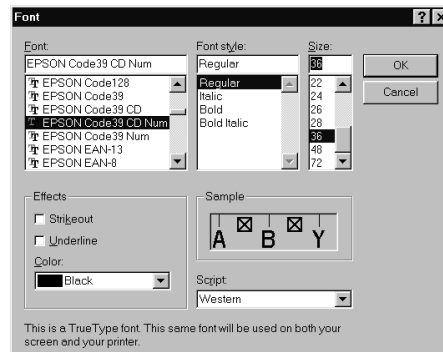 Font
Font: Font style: Size:
EPSON Code39 CD Num Regular 36
EPSON Code128
EPSON Code39
EPSON Code39 CD
EPSON Code39 CD Num
EPSON Code39 Num
EPSON EAN-13
EPSON EAN-8
Regular
Italic
Bold
Bold Italic
22
24
26
28
36
48
72
OK
Cancel
Effects
Strikeout
Underline
Color:
Black
Sample
A B Y
Script:
Western
This is a TrueType font. This same font will be used on both your
screen and your printer.